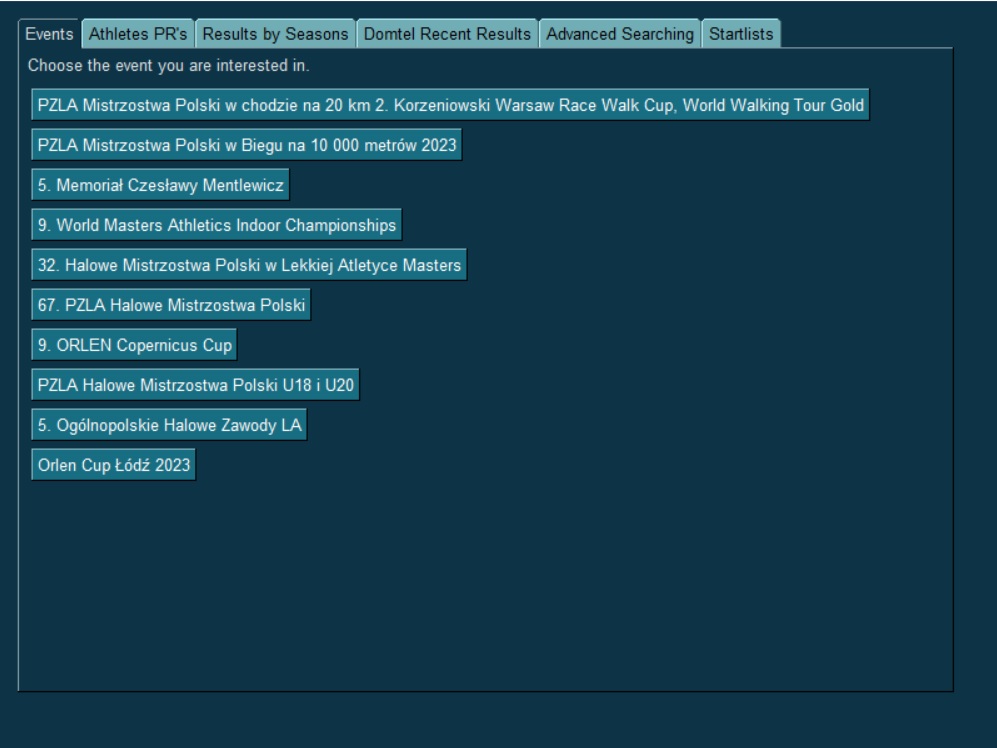 Events Athletes PR's Results by Seasons Domtel Recent Results Advanced Searching Startlists
Choose the event you are interested in.
PZLA Mistrzostwa Polski w chodzie na 20 km 2. Korzeniowski Warsaw Race Walk Cup, World Walking Tour Gold
PZLA Mistrzostwa Polski w Biegu na 10 000 metrów 2023
5. Memoriał Czesławy Mentlewicz
9. World Masters Athletics Indoor Championships
32. Halowe Mistrzostwa Polski w Lekkiej Atletyce Masters
67. PZLA Halowe Mistrzostwa Polski
9. ORLEN Copernicus Cup
PZLA Halowe Mistrzostwa Polski U18 i U20
5. Ogólnopolskie Halowe Zawody LA
Orlen Cup Łódź 2023